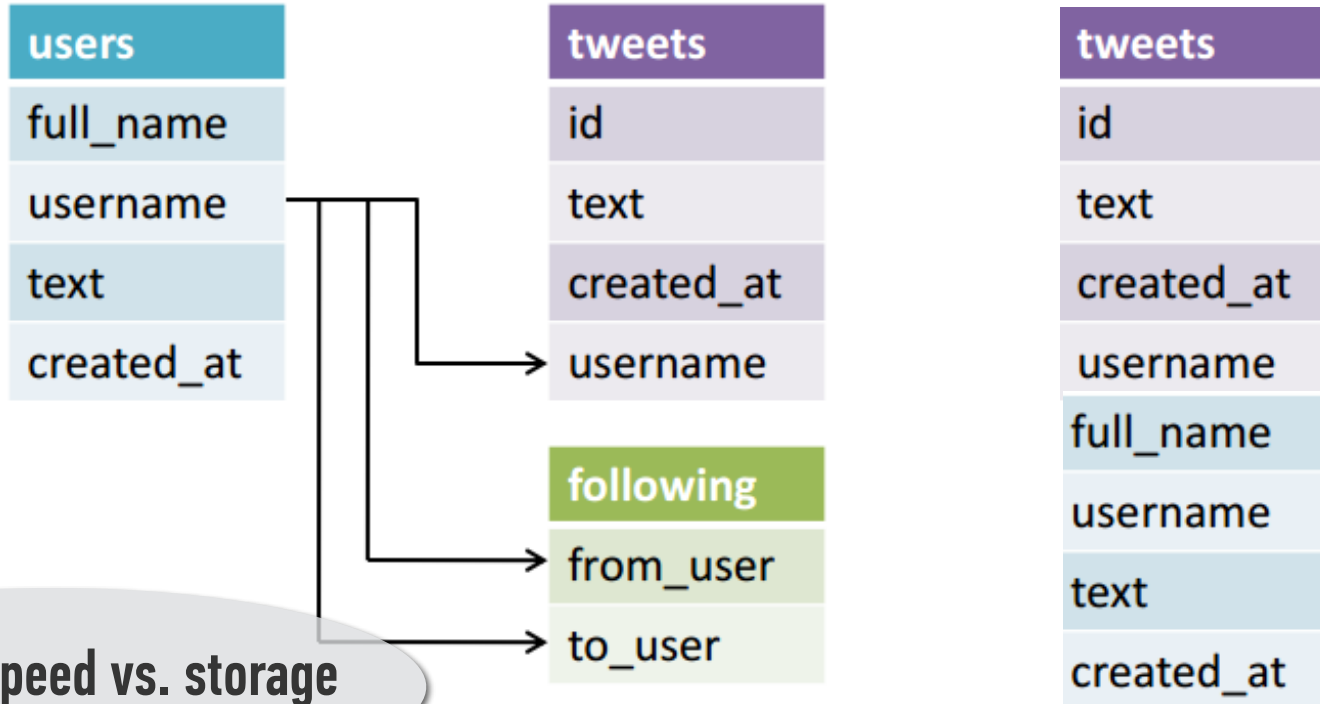 users
full_name
username
text
created_at
tweets
id
text
created_at
username
following
from_user
to_user
tweets
id
text
created_at
username
full_name
username
text
created_at
peed vs. storage